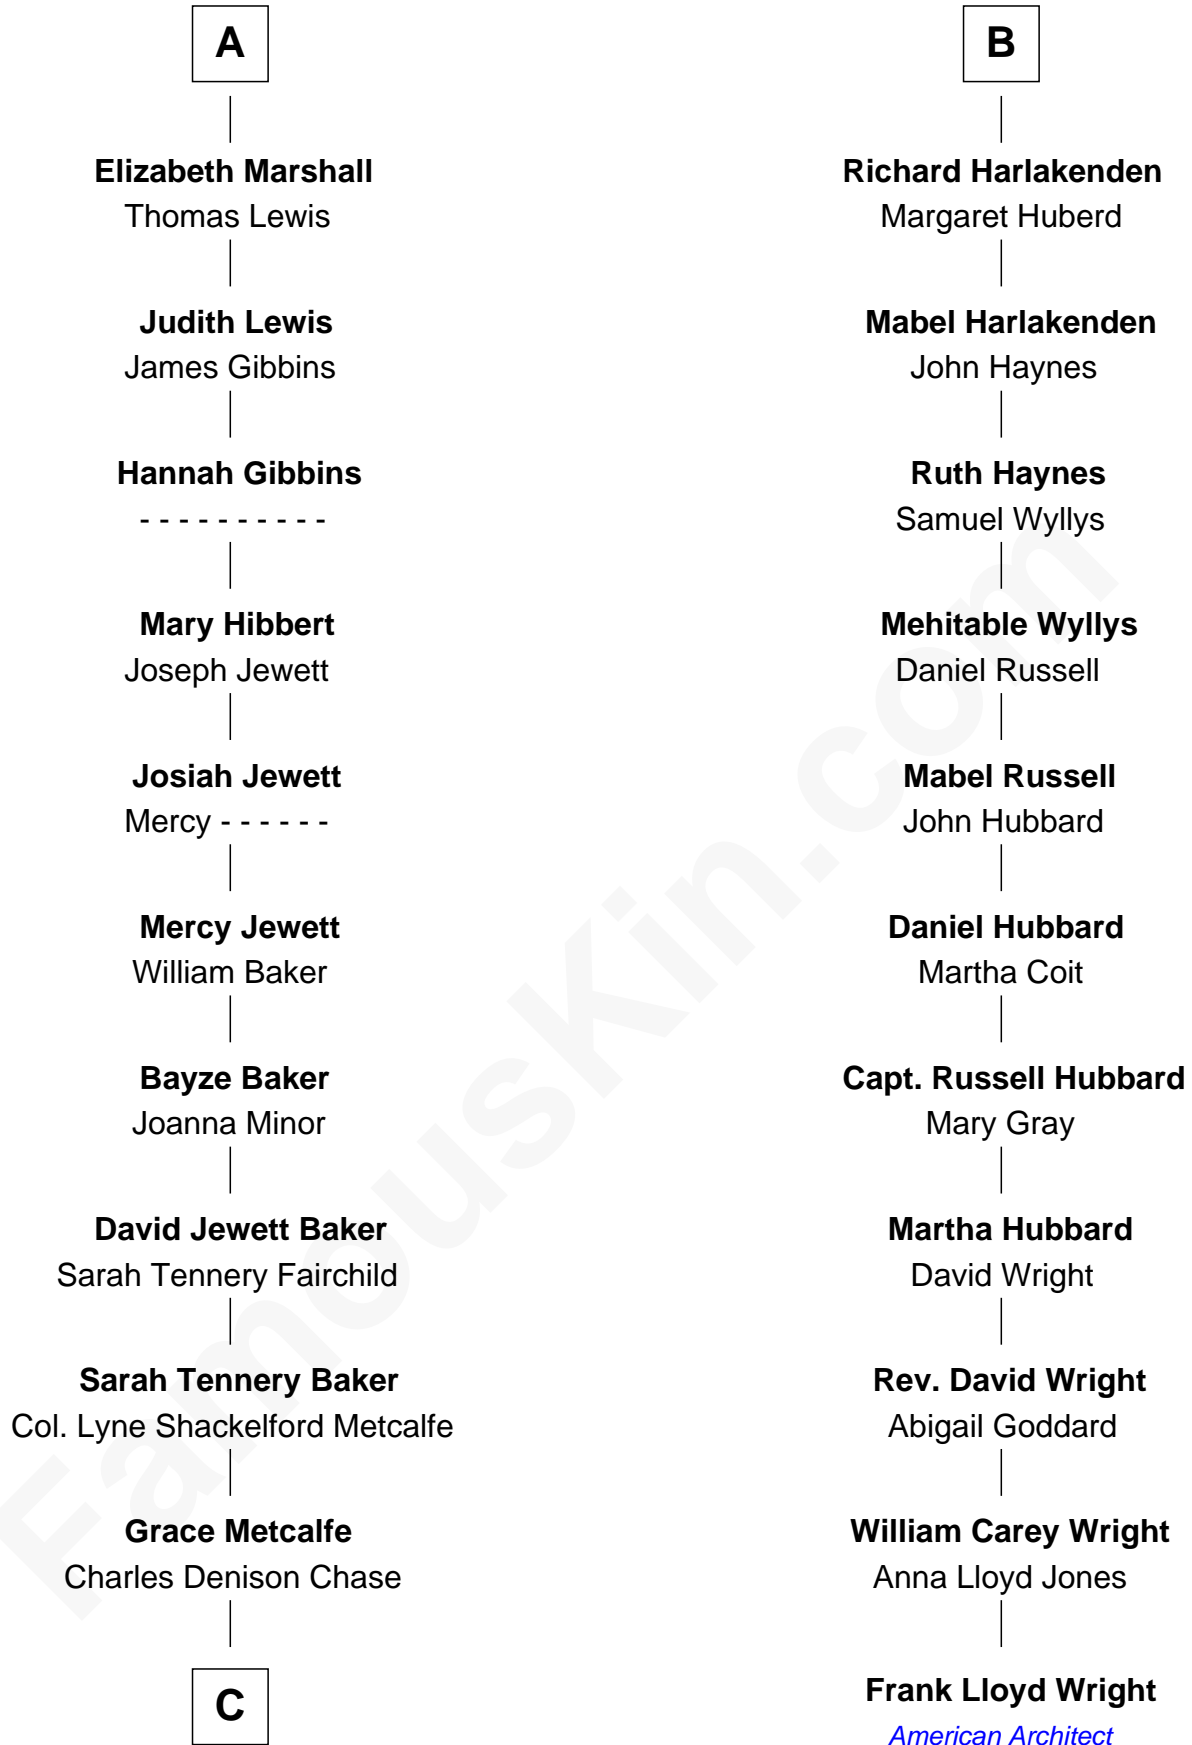 A
Elizabeth Marshall
Thomas Lewis
Judith Lewis
James Gibbins
Hannah Gibbins
- - - - - - - - - -
Mary Hibbert
Joseph Jewett
Josiah Jewett
Mercy - - - - - -
Mercy Jewett
William Baker
Bayze Baker
Joanna Minor
David Jewett Baker
Sarah Tennery Fairchild
Sarah Tennery Baker
Col. Lyne Shackelford Metcalfe
Grace Metcalfe
Charles Denison Chase
C
B
Richard Harlakenden
Margaret Huberd
Mabel Harlakenden
John Haynes
Ruth Haynes
Samuel Wyllys
Mehitable Wyllys
Daniel Russell
Mabel Russell
John Hubbard
Daniel Hubbard
Martha Coit
Capt. Russell Hubbard
Mary Gray
Martha Hubbard
David Wright
Rev. David Wright
Abigail Goddard
William Carey Wright
Anna Lloyd Jones
Frank Lloyd Wright
American Architect
FamousKin.com